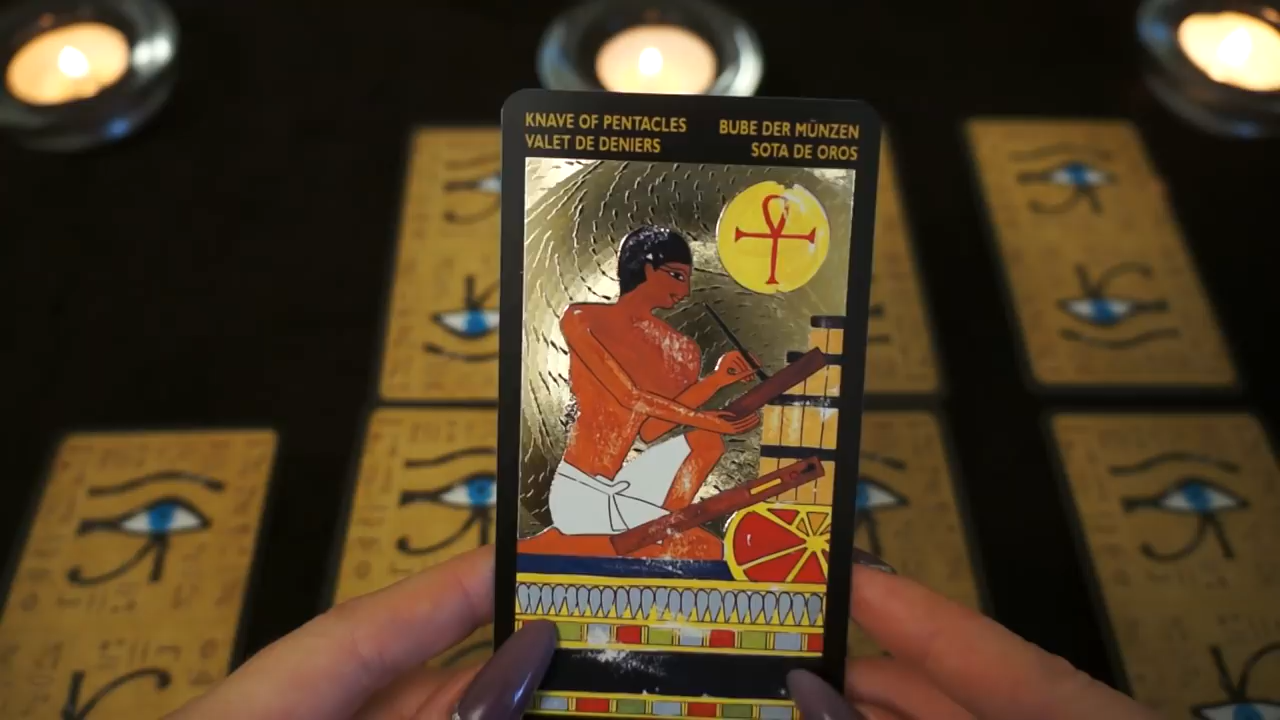 KNAVE OF PENTACLES
VALET DE DENIERS
BUBE DER MÜNZEN
SOTA DE OROS